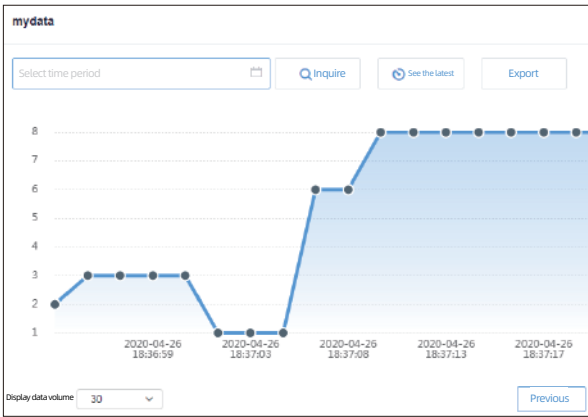 mydata
Select time period Inquire See the latest Export
8
7
6
5
4
3
2
1
2020-04-26 2020-04-26 2020-04-26 2020-04-26 2020-04-26
18:36:59 18:37:03 18:37:08 18:37:13 18:37:17
Display data volume 30 Previous